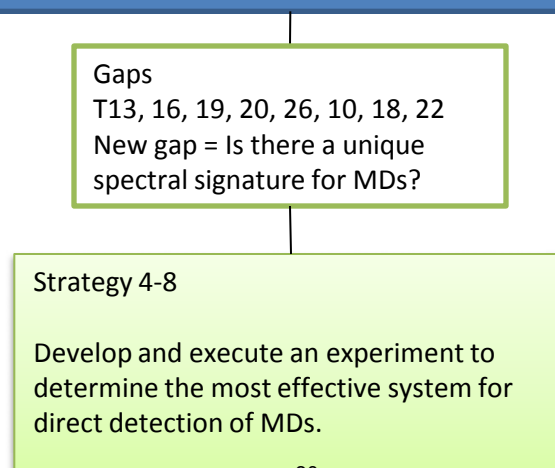 Gaps
T13, 16, 19, 20, 26, 10, 18, 22
New gap = Is there a unique
spectral signature for MDs?
Strategy 4-8
Develop and execute an experiment to
determine the most effective system for
direct detection of MDs.